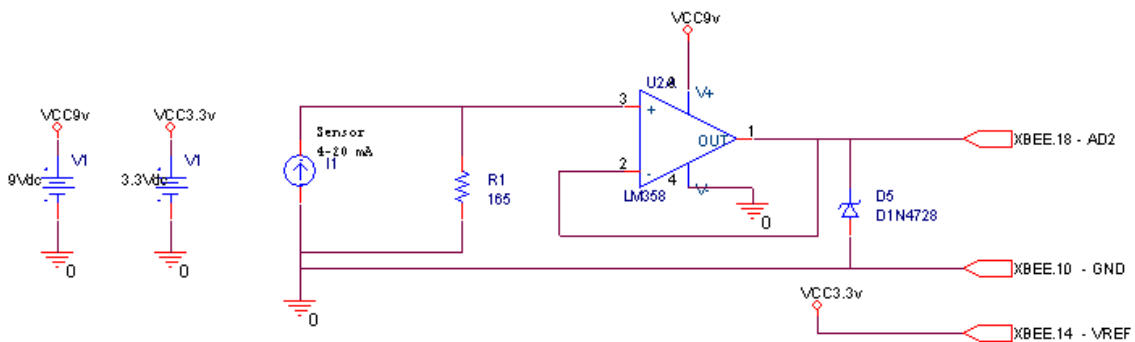 VCC9v
V1
9Vdc
0
VCC3.3v
V1
3.3Vdc
0
Sensor
4-20 mA
I1
0
R1
165
VCC9v
3
+
V+
OUT
1
2
-
4
V-
LM358
0
D5
D1N4728
XBEE.18 - AD2
XBEE.10 - GND
VCC3.3v
XBEE.14 - VREF